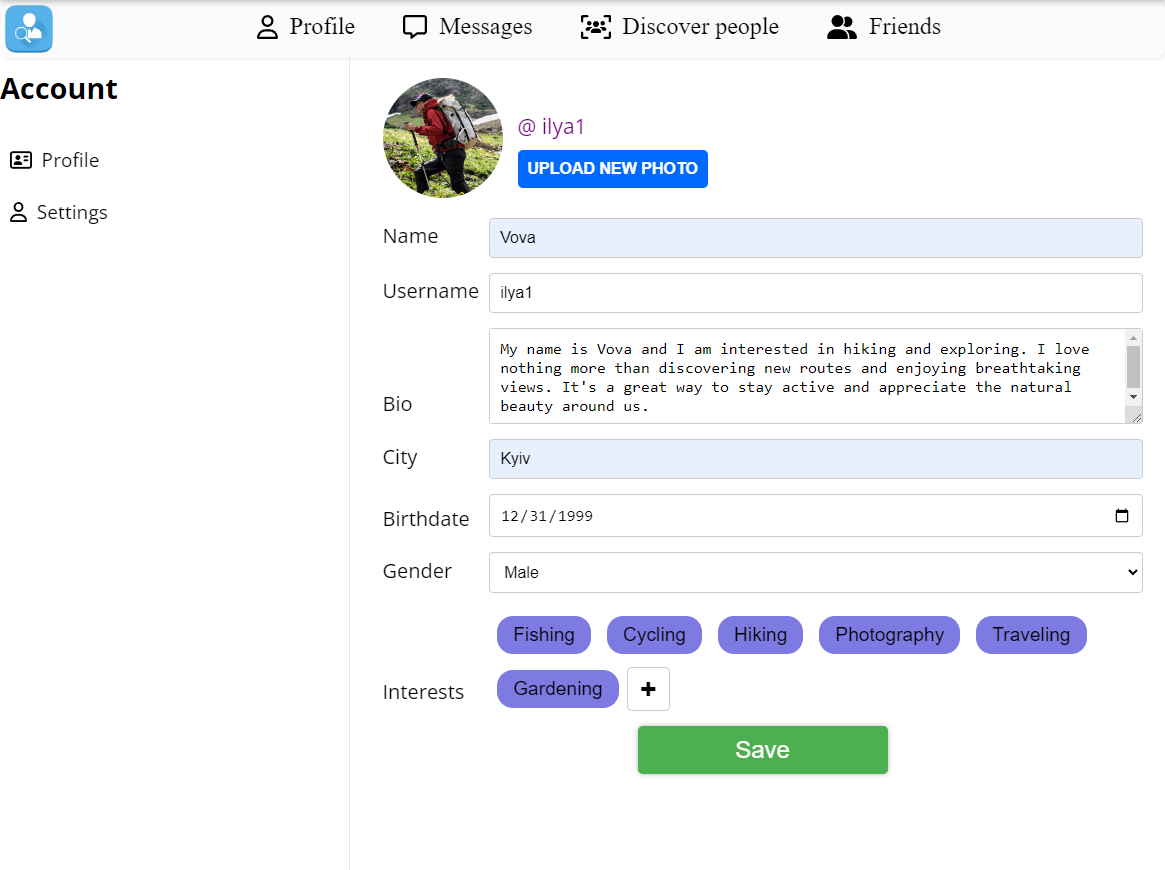 Profile Messages Discover people Friends
Account
Profile
Settings
@ ilya1
UPLOAD NEW PHOTO
Name Vova
Username ilya1
My name is Vova and I am interested in hiking and exploring. I love
nothing more than discovering new routes and enjoying breathtaking
views. It's a great way to stay active and appreciate the natural
beauty around us.
Bio
City Kyiv
Birthdate 12/31/1999
Gender Male
Fishing Cycling Hiking Photography Traveling
Interests Gardening +
Save